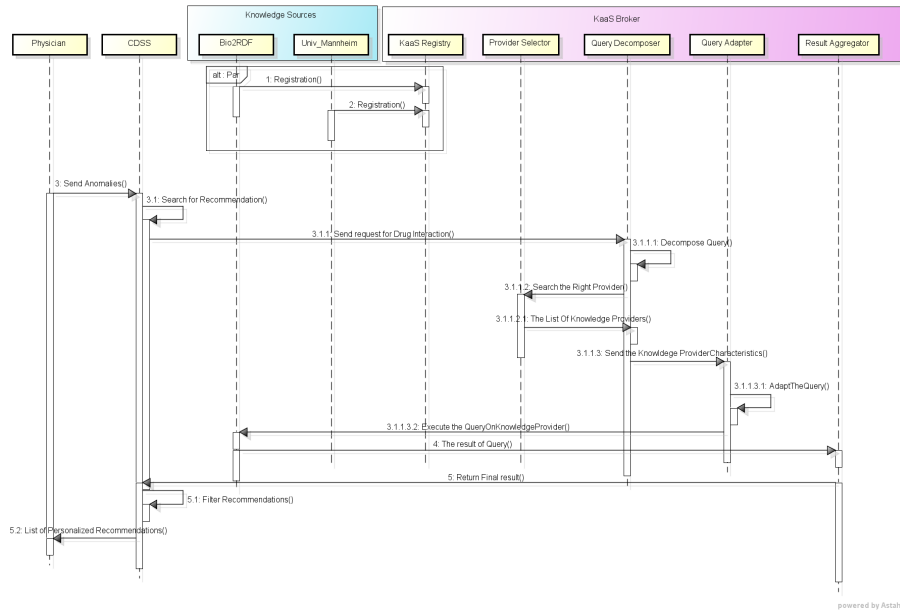 Knowledge Sources
KaaS Broker
Physician
CDSS
Bio2RDF
Univ_Mannheim
KaaS Registry
Provider Selector
Query Decomposer
Query Adapter
Result Aggregator
alt : Par
1: Registration()
2: Registration()
3: Send Anomalies()
3.1: Search for Recommendation()
3.1.1: Send request for Drug Interaction()
3.1.1.1: Decompose Query()
3.1.1.2: Search the Right Provider()
3.1.1.2.1: The List Of Knowledge Providers()
3.1.1.3: Send the Knowldege ProviderCharacteristics()
3.1.1.3.1: AdaptTheQuery()
3.1.1.3.2: Execute the QueryOnKnowledgeProvider()
4: The result of Query()
5: Return Final result()
5.1: Filter Recommendations()
5.2: List of Personalized Recommendations()
powered by Astah